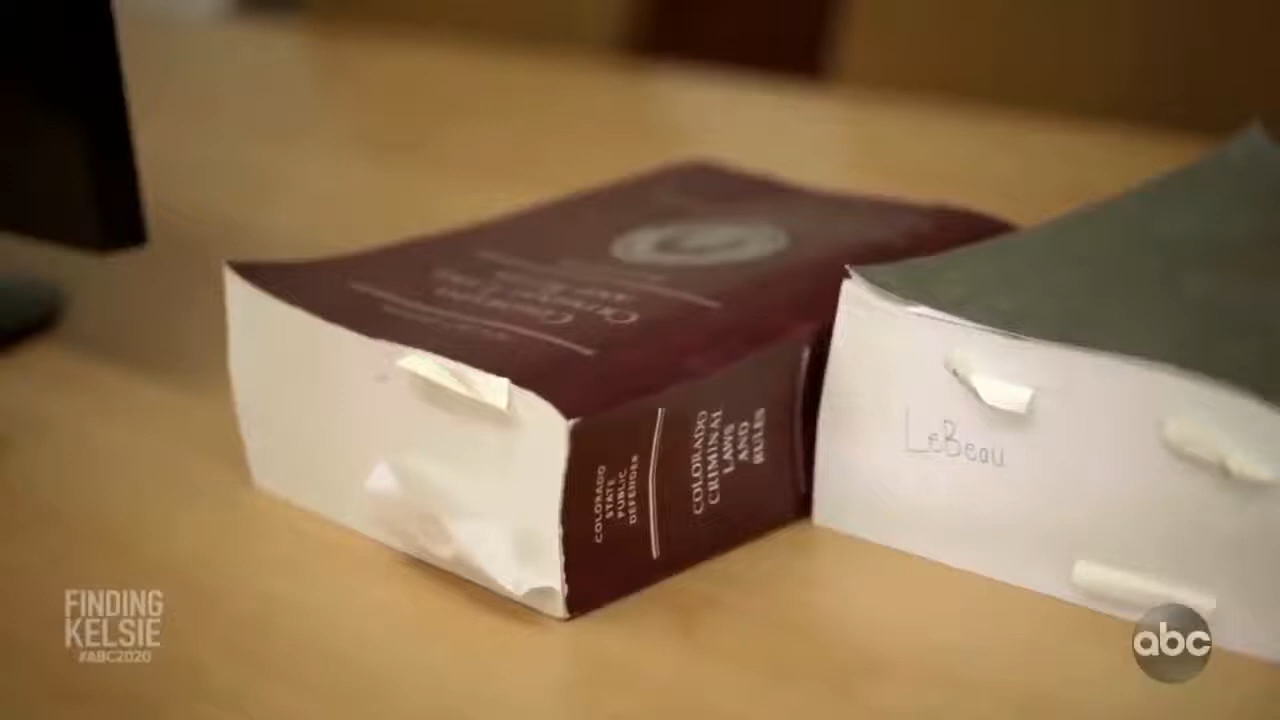 COLORADO
STATE
PUBLIC
DEFENDER
COLORADO
CRIMINAL
LAWS
AND
RULES
LeBeau
FINDING
KELSIE
#ABC2020
abc